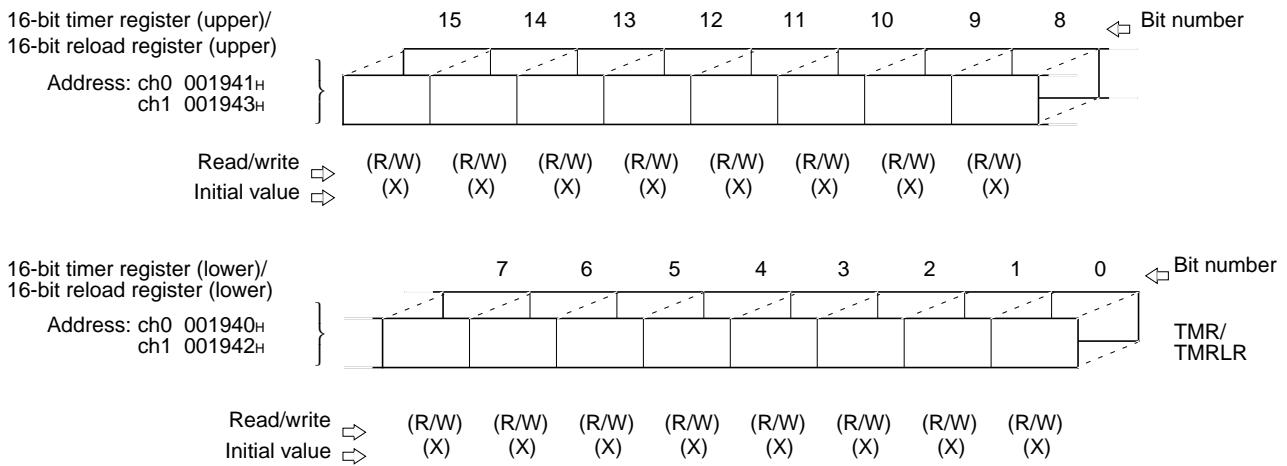 16-bit timer register (upper)/ 15 14 13 12 11 10 9 8 Bit number
16-bit reload register (upper)
Address: ch0 001941H
ch1 001943H
Read/write (R/W) (R/W) (R/W) (R/W) (R/W) (R/W) (R/W) (R/W)
Initial value (X) (X) (X) (X) (X) (X) (X) (X)
16-bit timer register (lower)/ 7 6 5 4 3 2 1 0 Bit number
16-bit reload register (lower)
Address: ch0 001940H TMR/
ch1 001942H TMRLR
Read/write (R/W) (R/W) (R/W) (R/W) (R/W) (R/W) (R/W) (R/W)
Initial value (X) (X) (X) (X) (X) (X) (X) (X)